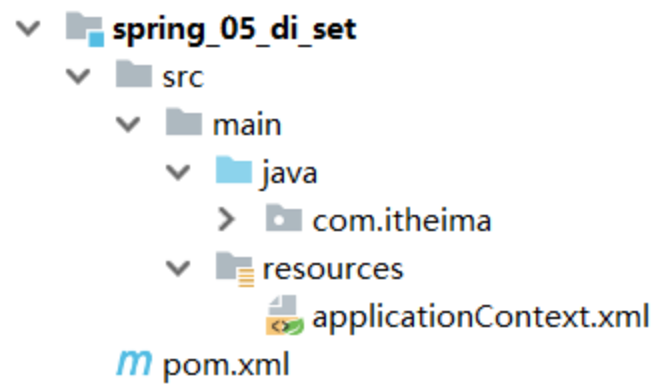 spring_05_di_set
src
main
java
com.itheima
resources
applicationContext.xml
pom.xml